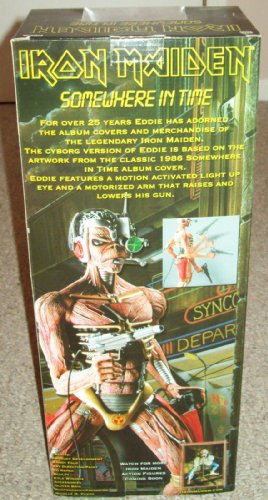 IRON MAIDEN
SOMEWHERE IN TIME
FOR OVER 25 YEARS EDDIE HAS ADORNED
THE ALBUM COVERS AND MERCHANDISE OF
THE LEGENDARY IRON MAIDEN.
THE CYBORG VERSION OF EDDIE IS BASED ON THE
ARTWORK FROM THE CLASSIC 1986 SOMEWHERE
IN TIME ALBUM COVER.
EDDIE FEATURES A MOTION ACTIVATED LIGHT UP
EYE AND A MOTORIZED ARM THAT RAISES AND
LOWERS HIS GUN.
SYNCO
DEPAR
WATCH FOR MORE
IRON MAIDEN
ACTION FIGURES
COMING SOON